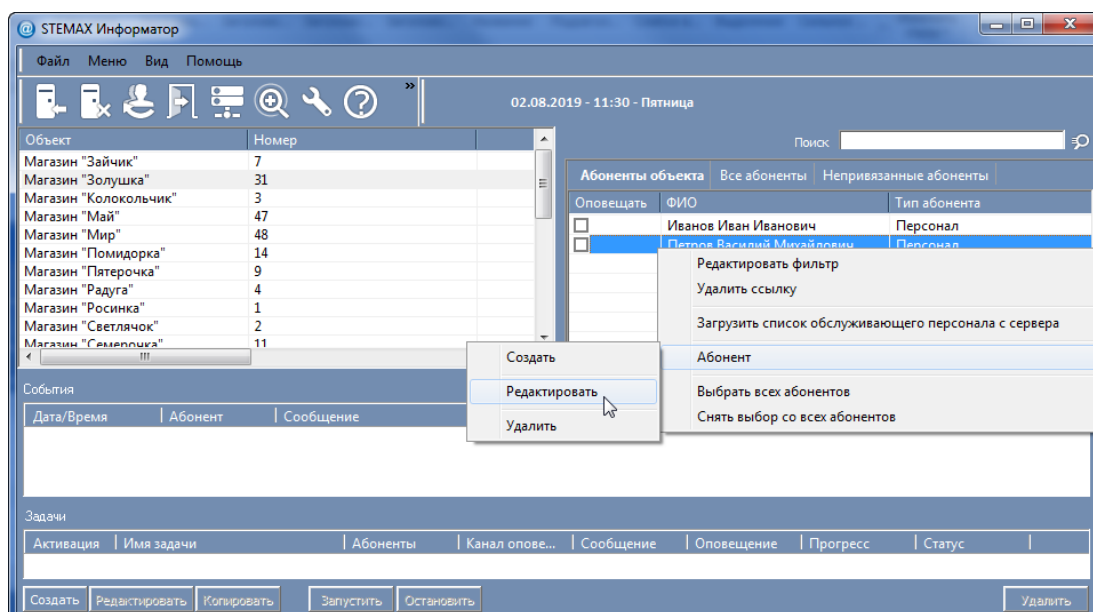 STEMAX Информатор
Файл Меню Вид Помощь
02.08.2019 - 11:30 - Пятница
Объект Номер
Магазин "Зайчик" 7
Магазин "Золушка" 31
Магазин "Колокольчик" 3
Магазин "Май" 47
Магазин "Мир" 48
Магазин "Помидорка" 14
Магазин "Пятерочка" 9
Магазин "Радуга" 4
Магазин "Росинка" 1
Магазин "Светлячок" 2
Магазин "Семерочка" 11
Поиск:
Абоненты объекта Все абоненты Непривязанные абоненты
Оповещать ФИО Тип абонента
Иванов Иван Иванович Персонал
Петров Василий Михайлович Персонал
Редактировать фильтр
Удалить ссылку
Загрузить список обслуживающего персонала с сервера
Абонент
Выбрать всех абонентов
Снять выбор со всех абонентов
Создать
Редактировать
Удалить
События
Дата/Время Абонент Сообщение
Задачи
Активация Имя задачи Абоненты Канал опове... Сообщение Оповещение Прогресс Статус
Создать Редактировать Копировать Запустить Остановить Удалить